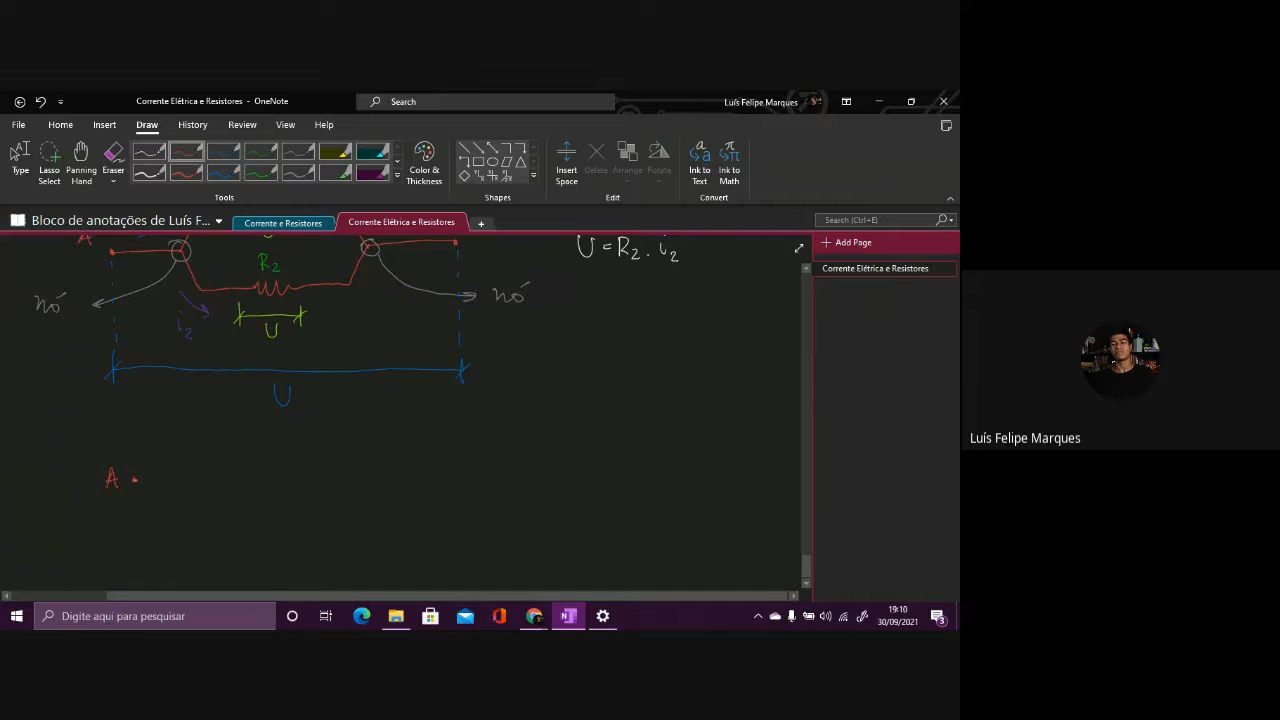 Corrente Elétrica e Resistores - OneNote
Search
Luís Felipe Marques
File Home Insert Draw History Review View Help
Type
Lasso Select
Panning Hand
Eraser
Color & Thickness
Insert Space
Delete
Arrange
Rotate
Ink to Text
Ink to Math
Tools
Shapes
Edit
Convert
Bloco de anotações de Luís F...
Corrente e Resistores
Corrente Elétrica e Resistores
Search (Ctrl+E)
Add Page
Corrente Elétrica e Resistores
A
R2
U = R2 . i2
nó
nó
i2
U
U
A
Luís Felipe Marques
Digite aqui para pesquisar
19:10
30/09/2021
3